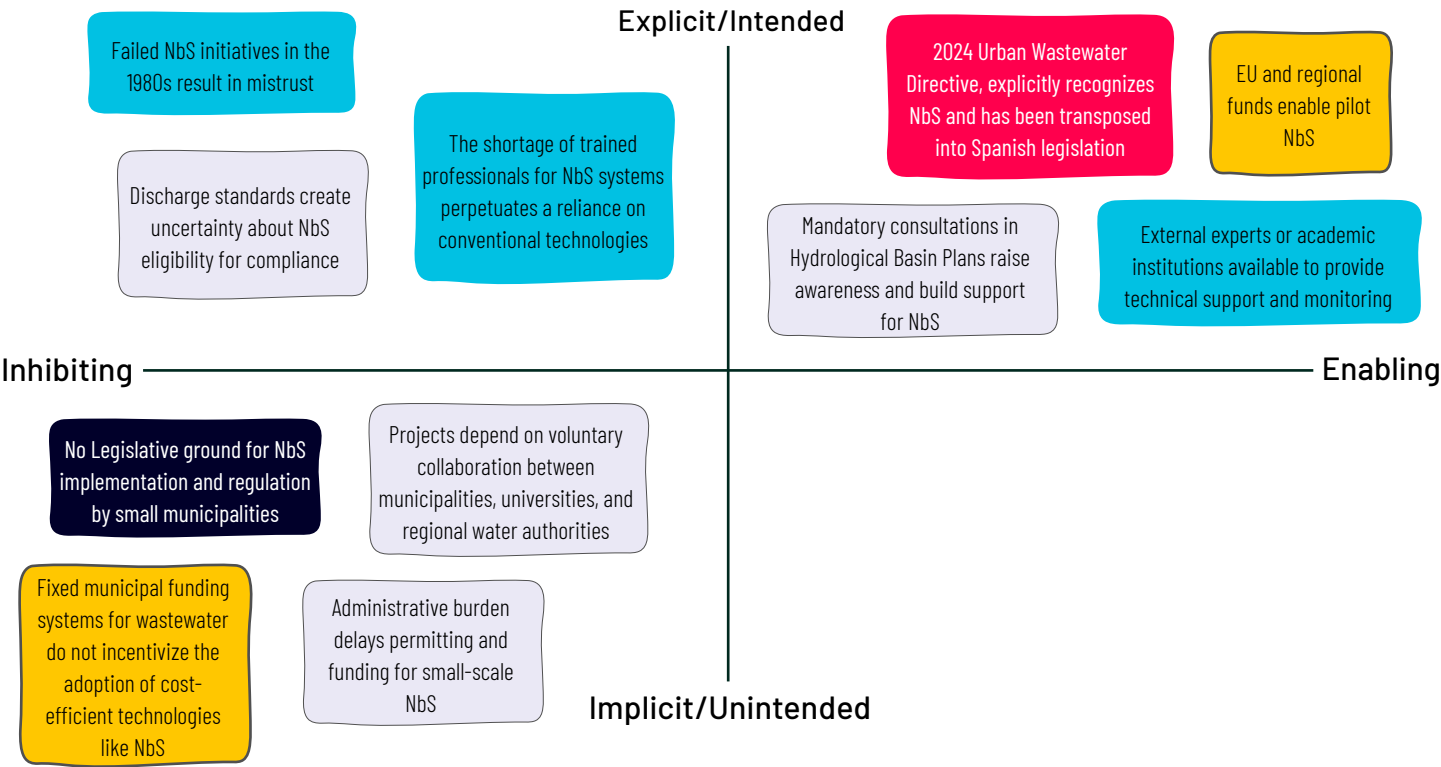 Explicit/Intended
Failed NbS initiatives in the
1980s result in mistrust
The shortage of trained
professionals for NbS systems
perpetuates a reliance on
conventional technologies
Discharge standards create
uncertainty about NbS
eligibility for compliance
2024 Urban Wastewater
Directive, explicitly recognizes
NbS and has been transposed
into Spanish legislation
EU and regional
funds enable pilot
NbS
Mandatory consultations in
Hydrological Basin Plans raise
awareness and build support
for NbS
External experts or academic
institutions available to provide
technical support and monitoring
Inhibiting
Enabling
No Legislative ground for NbS
implementation and regulation
by small municipalities
Projects depend on voluntary
collaboration between
municipalities, universities, and
regional water authorities
Fixed municipal funding
systems for wastewater
do not incentivize the
adoption of cost-
efficient technologies
like NbS
Administrative burden
delays permitting and
funding for small-scale
NbS
Implicit/Unintended